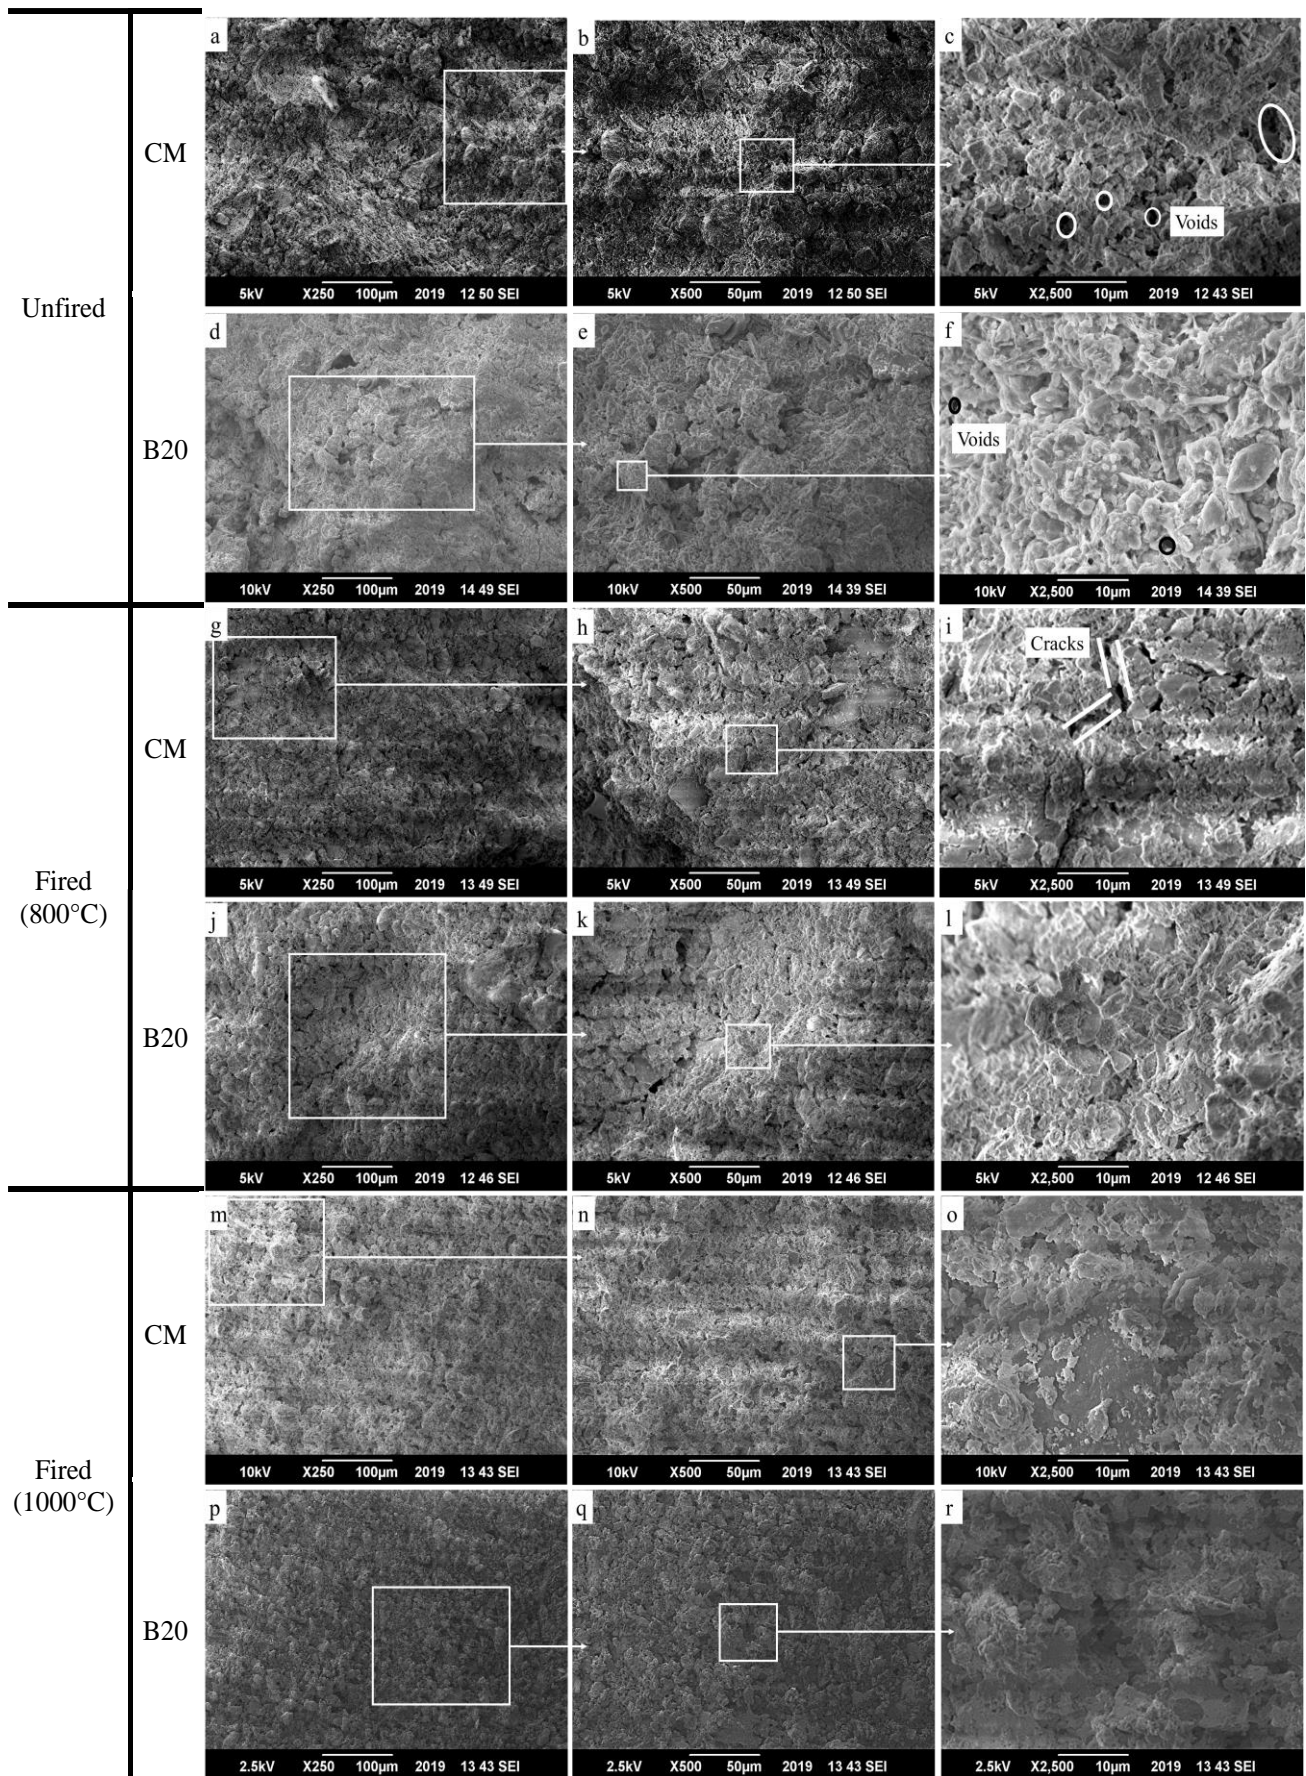 Unfired
CM
a
5kV X250 100µm 2019 12 50 SEI
b
5kV X500 50µm 2019 12 50 SEI
c
Voids
5kV X2,500 10µm 2019 12 43 SEI
B20
d
10kV X250 100µm 2019 14 49 SEI
e
10kV X500 50µm 2019 14 39 SEI
f
Voids
10kV X2,500 10µm 2019 14 39 SEI
Fired
(800°C)
CM
g
5kV X250 100µm 2019 13 49 SEI
h
5kV X500 50µm 2019 13 49 SEI
i
Cracks
5kV X2,500 10µm 2019 13 49 SEI
B20
j
5kV X250 100µm 2019 12 46 SEI
k
5kV X500 50µm 2019 12 46 SEI
l
5kV X2,500 10µm 2019 12 46 SEI
Fired
(1000°C)
CM
m
10kV X250 100µm 2019 13 43 SEI
n
10kV X500 50µm 2019 13 43 SEI
o
10kV X2,500 10µm 2019 13 43 SEI
B20
p
2.5kV X250 100µm 2019 13 43 SEI
q
2.5kV X500 50µm 2019 13 43 SEI
r
2.5kV X2,500 10µm 2019 13 43 SEI